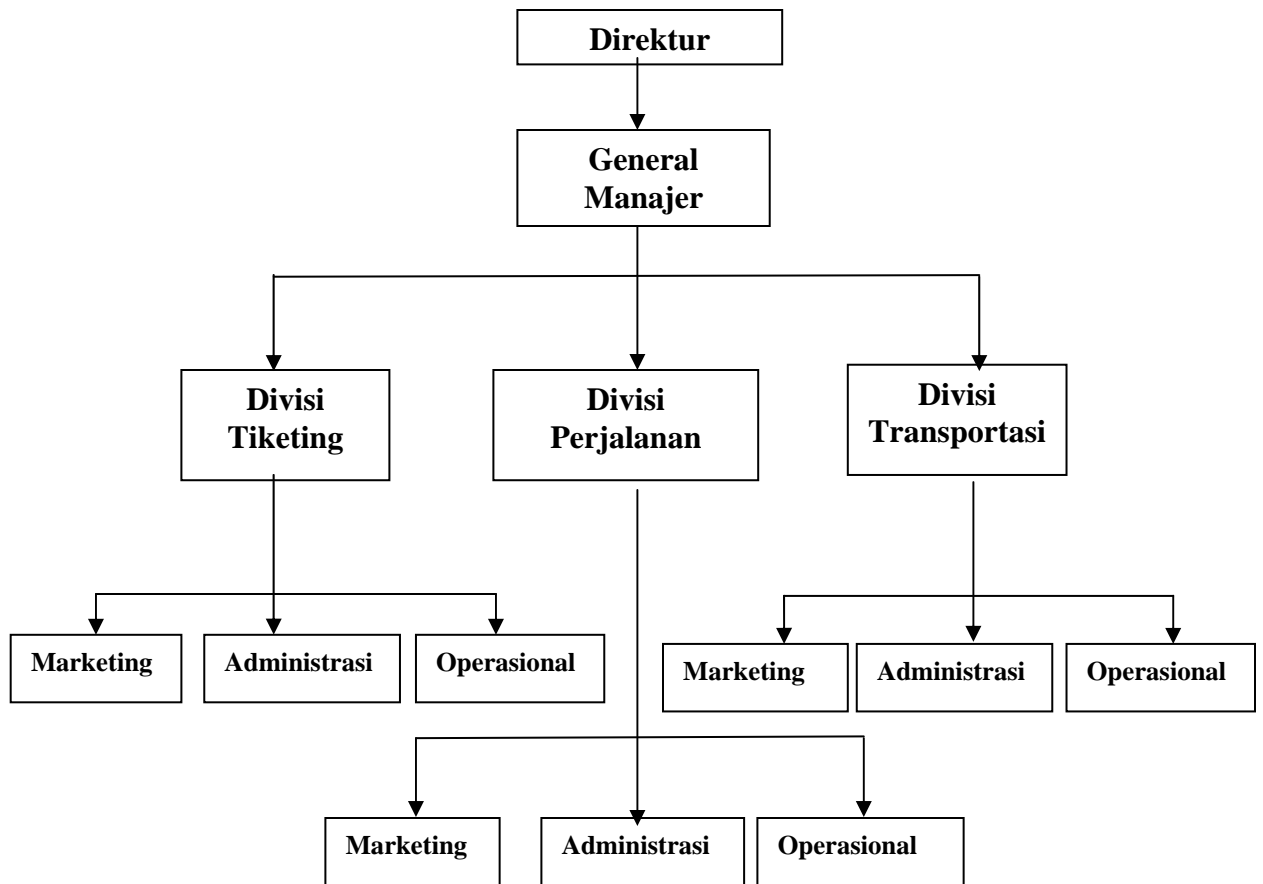 Direktur
General
Manajer
Divisi
Tiketing
Divisi
Perjalanan
Divisi
Transportasi
Marketing
Administrasi
Operasional
Marketing
Administrasi
Operasional
Marketing
Administrasi
Operasional